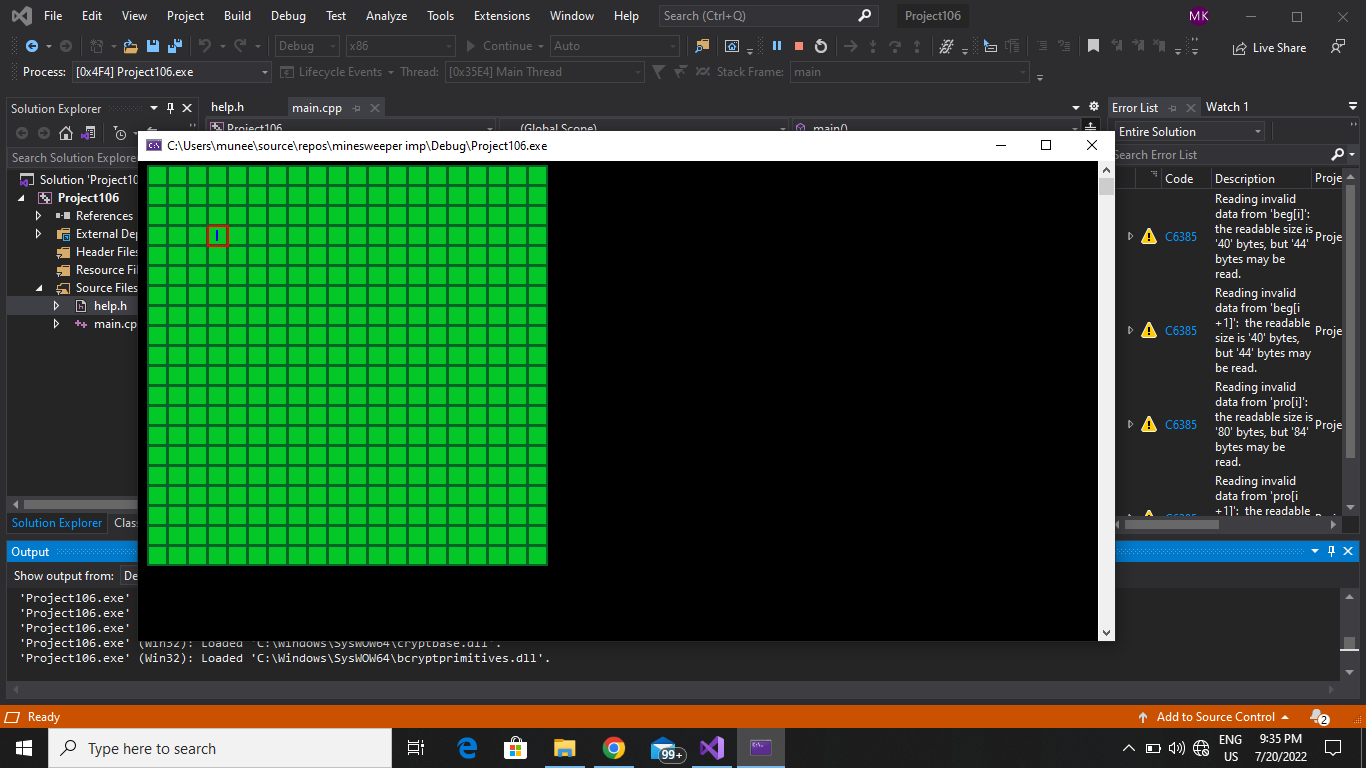 File Edit View Project Build Debug Test Analyze Tools Extensions Window Help Search (Ctrl+Q) Project106 MK
Debug x86 Continue Auto Live Share
Process: [0x4F4] Project106.exe Lifecycle Events Thread: [0x35E4] Main Thread Stack Frame: main
Solution Explorer help.h main.cpp Error List Watch 1
Project106 (Global Scope) main() Entire Solution
C:\Users\munee\source\repos\minesweeper imp\Debug\Project106.exe
Search Solution Explore Search Error List
Code Description Proje
Solution 'Project10
Project106
References
External Dep
Header Files
Resource Fil
Source Files
help.h
main.cp
Reading invalid
data from 'beg[i]':
the readable size is
C6385 '40' bytes, but '44' Proje
bytes may be
read.
Reading invalid
data from 'beg[i
+1]': the readable
C6385 size is '40' bytes, Proje
but '44' bytes may
be read.
Reading invalid
data from 'pro[i]':
the readable size is
C6385 '80' bytes, but '84' Proje
bytes may be
read.
Reading invalid
data from 'pro[i
+1]': the readable
Solution Explorer Clas
Output
Show output from: De
'Project106.exe'
'Project106.exe'
'Project106.exe'
'Project106.exe' (Win32): Loaded 'C:\Windows\SysWOW64\cryptbase.dll'.
'Project106.exe' (Win32): Loaded 'C:\Windows\SysWOW64\bcryptprimitives.dll'.
Ready Add to Source Control 2
Type here to search 99+ ENG US 9:35 PM 7/20/2022